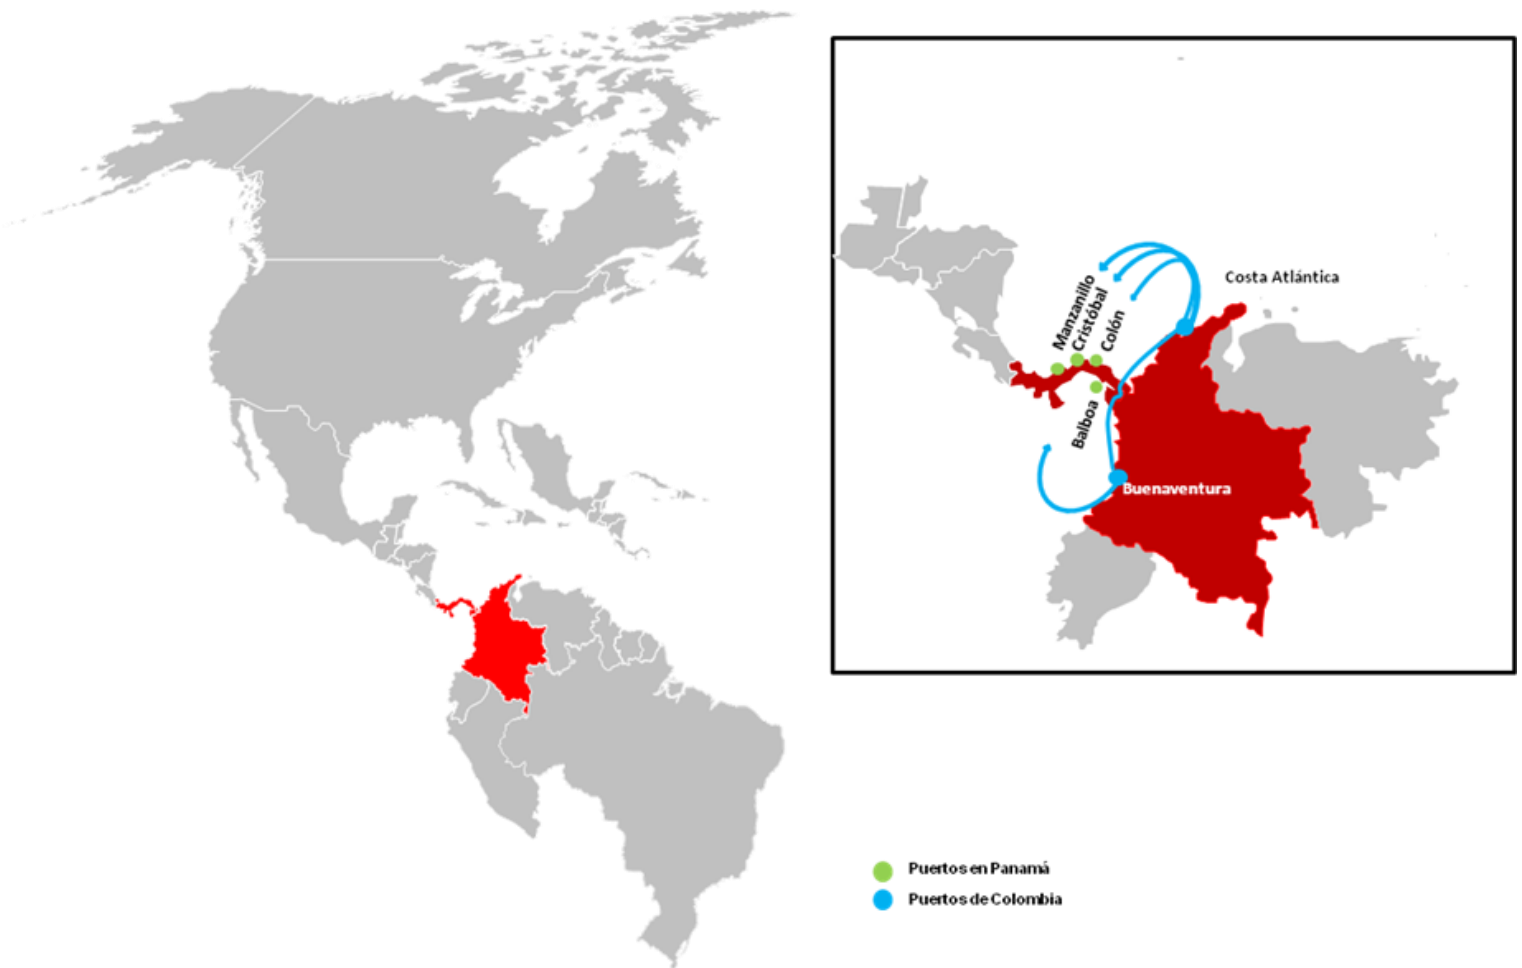 Costa Atlántica
Manzanillo
Cristóbal
Colón
Balboa
Buenaventura
Puertos en Panamá
Puertos de Colombia